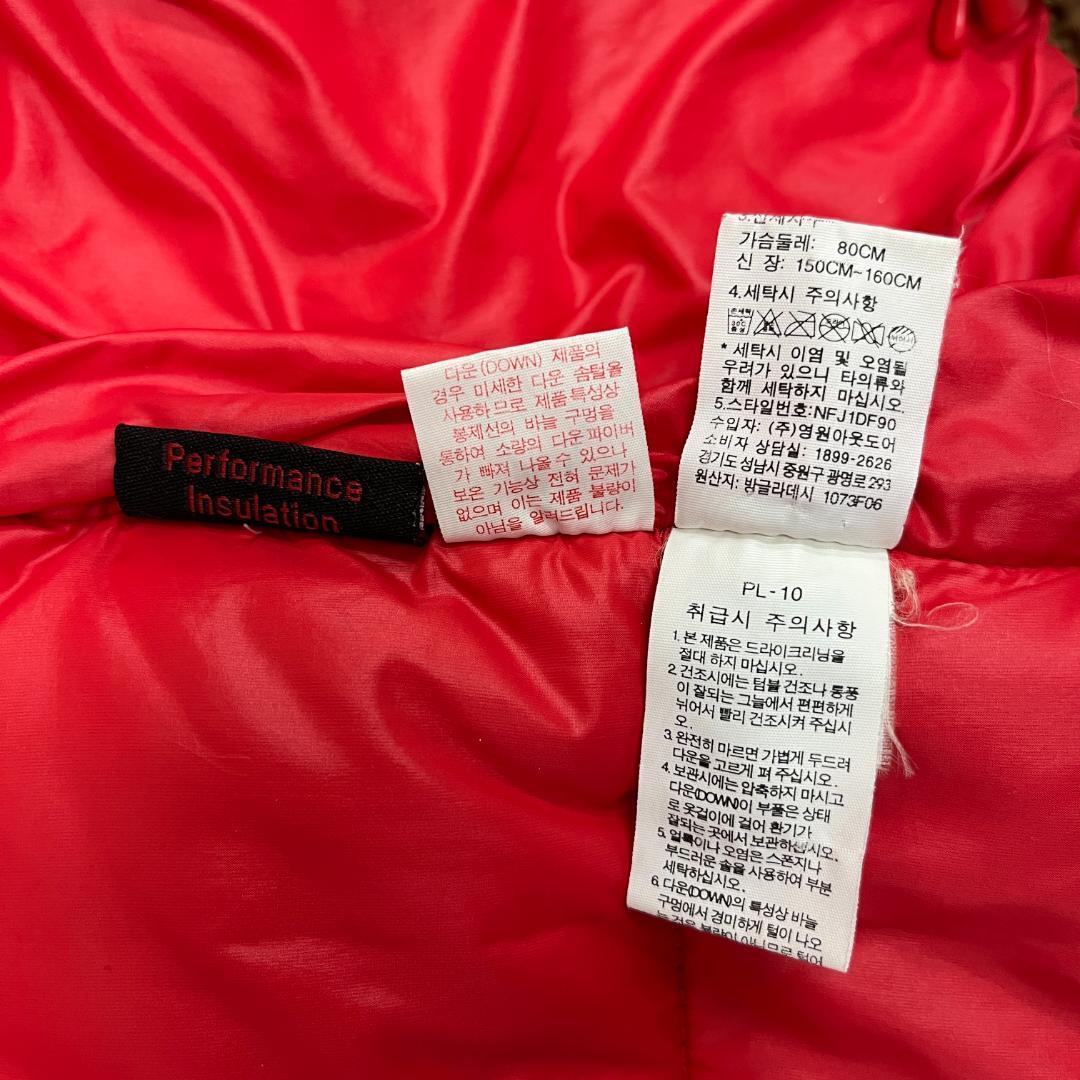 Performance
Insulation
다운(DOWN) 제품의
경우 미세한 다운 솜털올
사용하므로 제품특성상
봉제선의 바늘 구멍을
통하여 소량의 다운파이버
가 빠져 나올수 있으나
보온 기능상 전혀 문제가
없으며 이는 제품 불량이
아님을 알려드립니다.
가슴둘레: 80CM
신 장: 150CM~160CM
4.세탁시 주의사항
* 세탁시 이염 및 오염될
우려가 있으니 타의류와
함께 세탁하지 마십시오.
5.스타일번호:NFJ1DF90
수입자: (주)영원아웃도어
소비자 상담실: 1899-2626
경기도성남시 중원구 광명로 293
원산지: 방글라데시 1073F06
PL-10
취급시 주의사항
1.본 제품은 드라이크리닝을
절대 하지 마십시오.
2.건조시에는 텀블 건조나 통풍
이 잘되는 그늘에서 편편하게
뉘어서 빨리 건조시켜 주십시
오.
3.완전히 마르면 가볍게 두드려
다운을 고르게 펴 주십시오.
4.보관시에는 압축하지 마시고
다운(DOWN)이 부풀은 상태
로 옷걸이에 걸어 환기가
잘되는 곳에서 보관하십시오.
5.얼룩이나 오염은 스폰지나
부드러운 솔을 사용하여 부분
세탁하십시오.
6.다운(DOWN)의 특성상 바늘
구멍에서 경미하게 털이 나오
는 것은 불량이 아니므로 털어